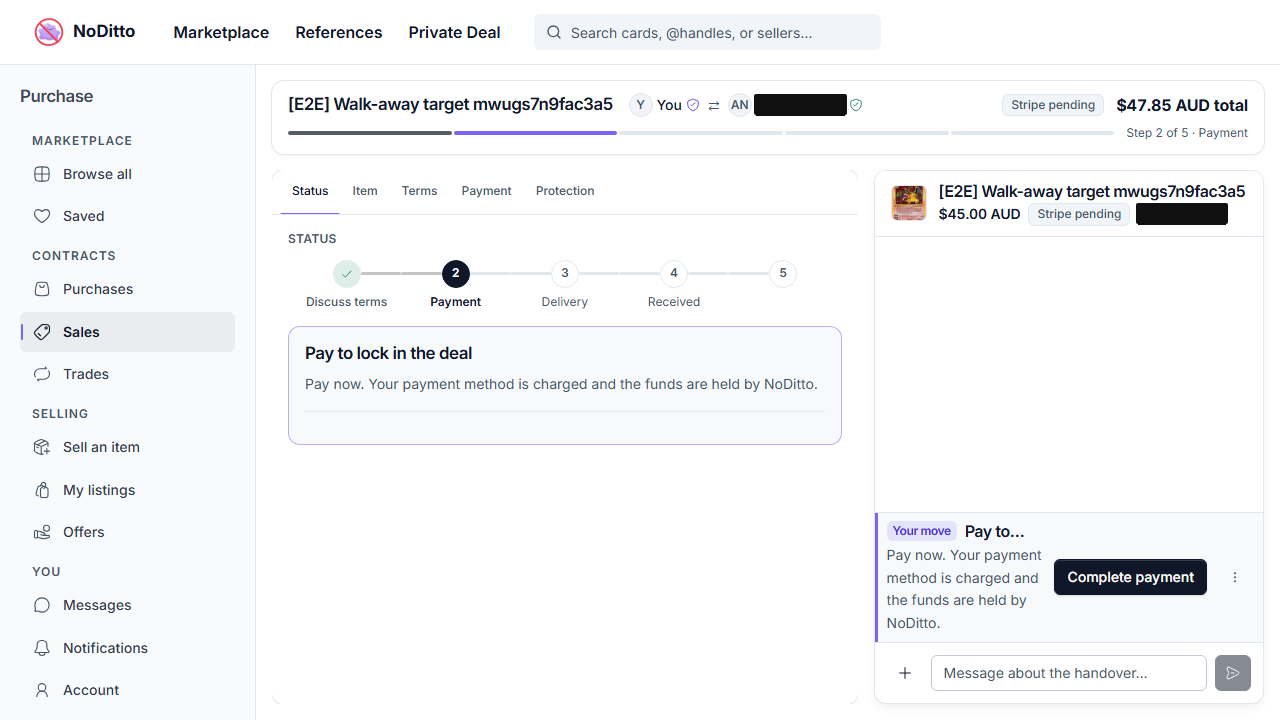 NoDitto
Marketplace
References
Private Deal
Search cards, @handles, or sellers...
Purchase
MARKETPLACE
Browse all
Saved
CONTRACTS
Purchases
Sales
Trades
SELLING
Sell an item
My listings
Offers
YOU
Messages
Notifications
Account
[E2E] Walk-away target mwugs7n9fac3a5
Y You ⇄ AN
Stripe pending
$47.85 AUD total
Step 2 of 5 · Payment
Status
Item
Terms
Payment
Protection
STATUS
2
3
4
5
Discuss terms
Payment
Delivery
Received
Pay to lock in the deal
Pay now. Your payment method is charged and the funds are held by NoDitto.
[E2E] Walk-away target mwugs7n9fac3a5
$45.00 AUD
Stripe pending
Your move
Pay to...
Pay now. Your payment
method is charged and
the funds are held by
NoDitto.
Complete payment
Message about the handover...